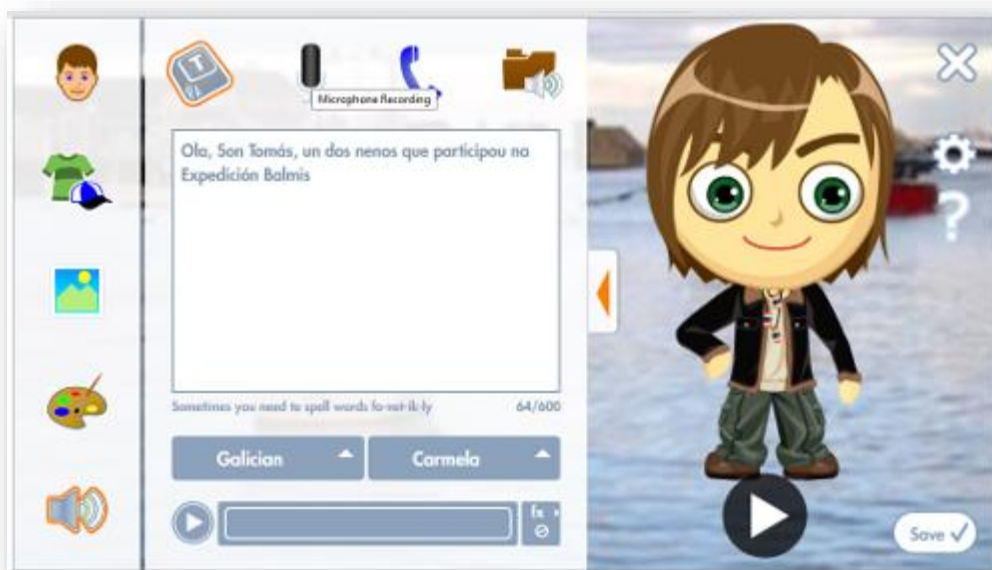 T
Microphone Recording
Ola, Son Tomás, un dos nenos que participou na
Expedición Balmis
Sometimes you need to spell words fo-net-ik-ly
64/600
Galician
Carmela
fx
?
Save